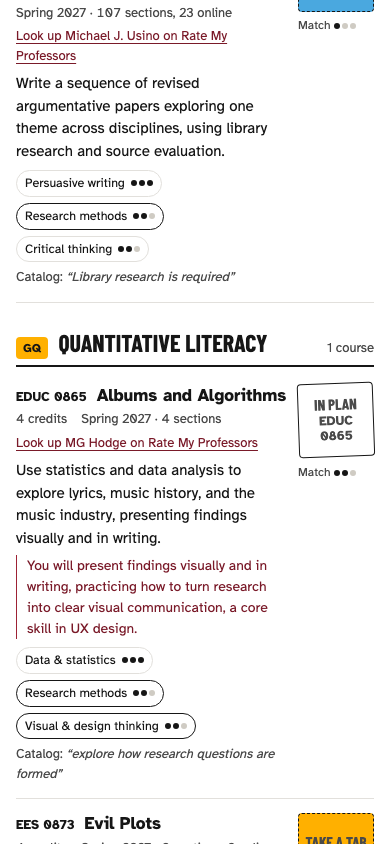 Spring 2027 · 107 sections, 23 online
Match
Look up Michael J. Usino on Rate My
Professors
Write a sequence of revised
argumentative papers exploring one
theme across disciplines, using library
research and source evaluation.
Persuasive writing
Research methods
Critical thinking
Catalog: “Library research is required”
GQ QUANTITATIVE LITERACY 1 course
EDUC 0865 Albums and Algorithms
4 credits Spring 2027 · 4 sections
Look up MG Hodge on Rate My Professors
IN PLAN
EDUC
0865
Match
Use statistics and data analysis to
explore lyrics, music history, and the
music industry, presenting findings
visually and in writing.
You will present findings visually and in
writing, practicing how to turn research
into clear visual communication, a core
skill in UX design.
Data & statistics
Research methods
Visual & design thinking
Catalog: “explore how research questions are
formed”
EES 0873 Evil Plots
TAKE A TAB